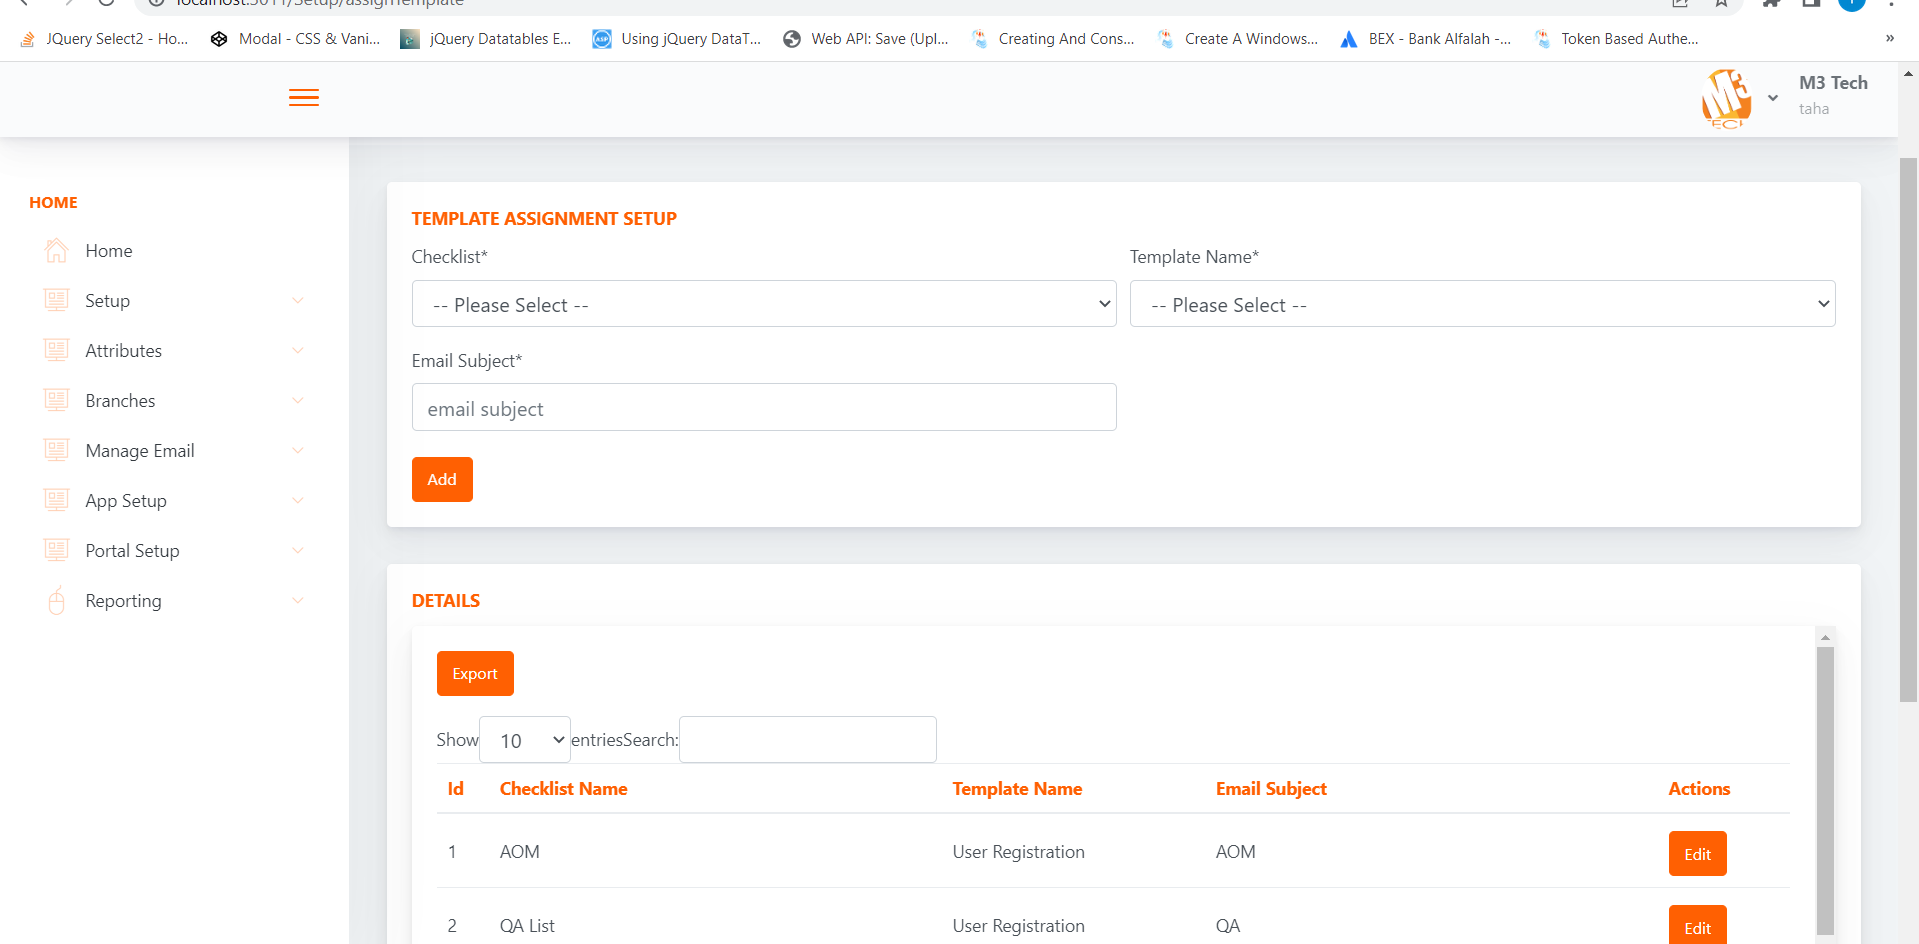 localhost:5011/Setup/assignTemplate
JQuery Select2 - Ho... Modal - CSS & Vani... jQuery Datatables E... Using jQuery DataT... Web API: Save (Upl... Creating And Cons... Create A Windows... BEX - Bank Alfalah -... Token Based Authe... »
M3 Tech
taha
HOME
Home
Setup
Attributes
Branches
Manage Email
App Setup
Portal Setup
Reporting
TEMPLATE ASSIGNMENT SETUP
Checklist* Template Name*
-- Please Select -- -- Please Select --
Email Subject*
email subject
Add
DETAILS
Export
Show 10 entriesSearch:
Id Checklist Name Template Name Email Subject Actions
1 AOM User Registration AOM Edit
2 QA List User Registration QA Edit